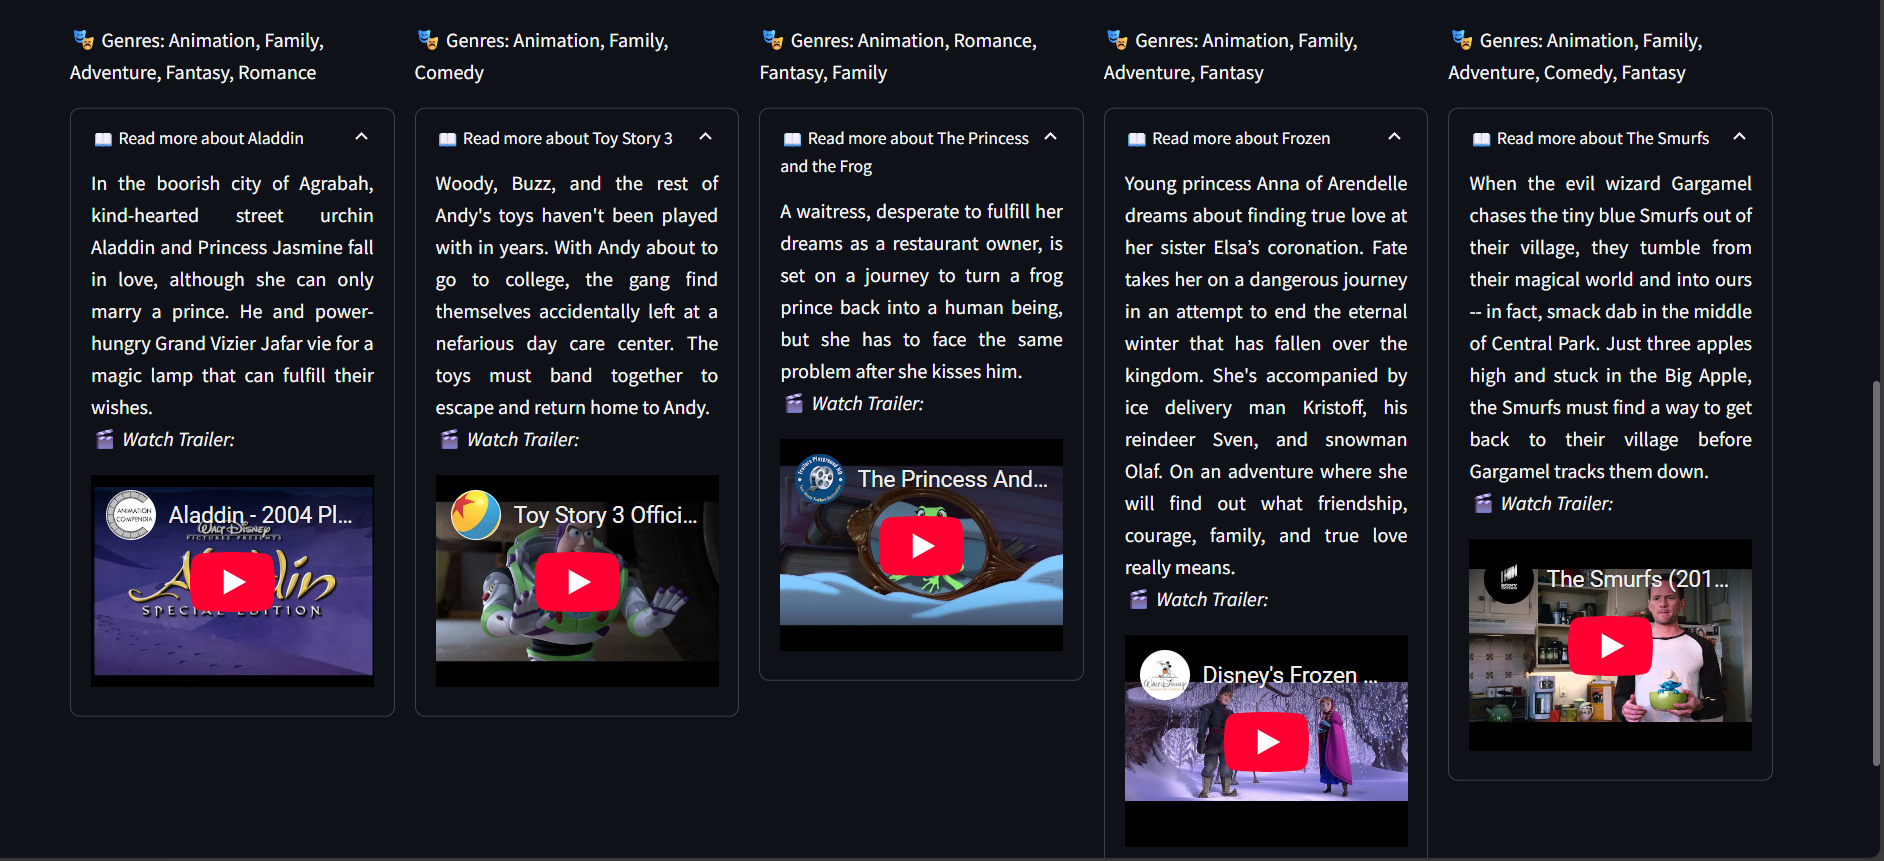 Genres: Animation, Family,
Adventure, Fantasy, Romance
Read more about Aladdin
In the boorish city of Agrabah,
kind-hearted street urchin
Aladdin and Princess Jasmine fall
in love, although she can only
marry a prince. He and power-
hungry Grand Vizier Jafar vie for a
magic lamp that can fulfill their
wishes.
Watch Trailer:
ANIMATION
COMPENDIA
Aladdin - 2004 Pl...
WALT DISNEY
PICTURES PRESENTS
SPECIAL EDITION
Genres: Animation, Family,
Comedy
Read more about Toy Story 3
Woody, Buzz, and the rest of
Andy's toys haven't been played
with in years. With Andy about to
go to college, the gang find
themselves accidentally left at a
nefarious day care center. The
toys must band together to
escape and return home to Andy.
Watch Trailer:
Toy Story 3 Offici...
Genres: Animation, Romance,
Fantasy, Family
Read more about The Princess
and the Frog
A waitress, desperate to fulfill her
dreams as a restaurant owner, is
set on a journey to turn a frog
prince back into a human being,
but she has to face the same
problem after she kisses him.
Watch Trailer:
The Princess And...
Genres: Animation, Family,
Adventure, Fantasy
Read more about Frozen
Young princess Anna of Arendelle
dreams about finding true love at
her sister Elsa’s coronation. Fate
takes her on a dangerous journey
in an attempt to end the eternal
winter that has fallen over the
kingdom. She's accompanied by
ice delivery man Kristoff, his
reindeer Sven, and snowman
Olaf. On an adventure where she
will find out what friendship,
courage, family, and true love
really means.
Watch Trailer:
Disney's Frozen ...
Genres: Animation, Family,
Adventure, Comedy, Fantasy
Read more about The Smurfs
When the evil wizard Gargamel
chases the tiny blue Smurfs out of
their village, they tumble from
their magical world and into ours
-- in fact, smack dab in the middle
of Central Park. Just three apples
high and stuck in the Big Apple,
the Smurfs must find a way to get
back to their village before
Gargamel tracks them down.
Watch Trailer:
The Smurfs (201...